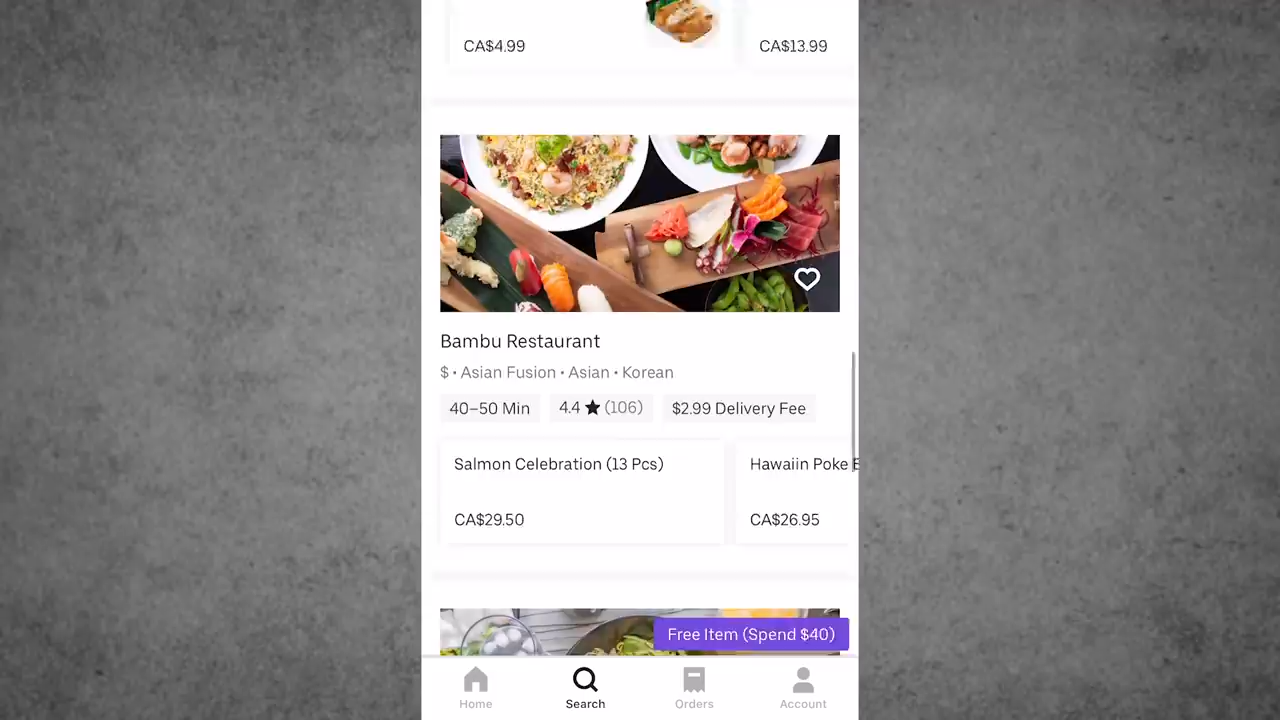 CA$4.99
CA$13.99
Bambu Restaurant
$ • Asian Fusion • Asian • Korean
40–50 Min
4.4 ★ (106)
$2.99 Delivery Fee
Salmon Celebration (13 Pcs)
Hawaiin Poke
CA$29.50
CA$26.95
Free Item (Spend $40)
Home
Search
Orders
Account